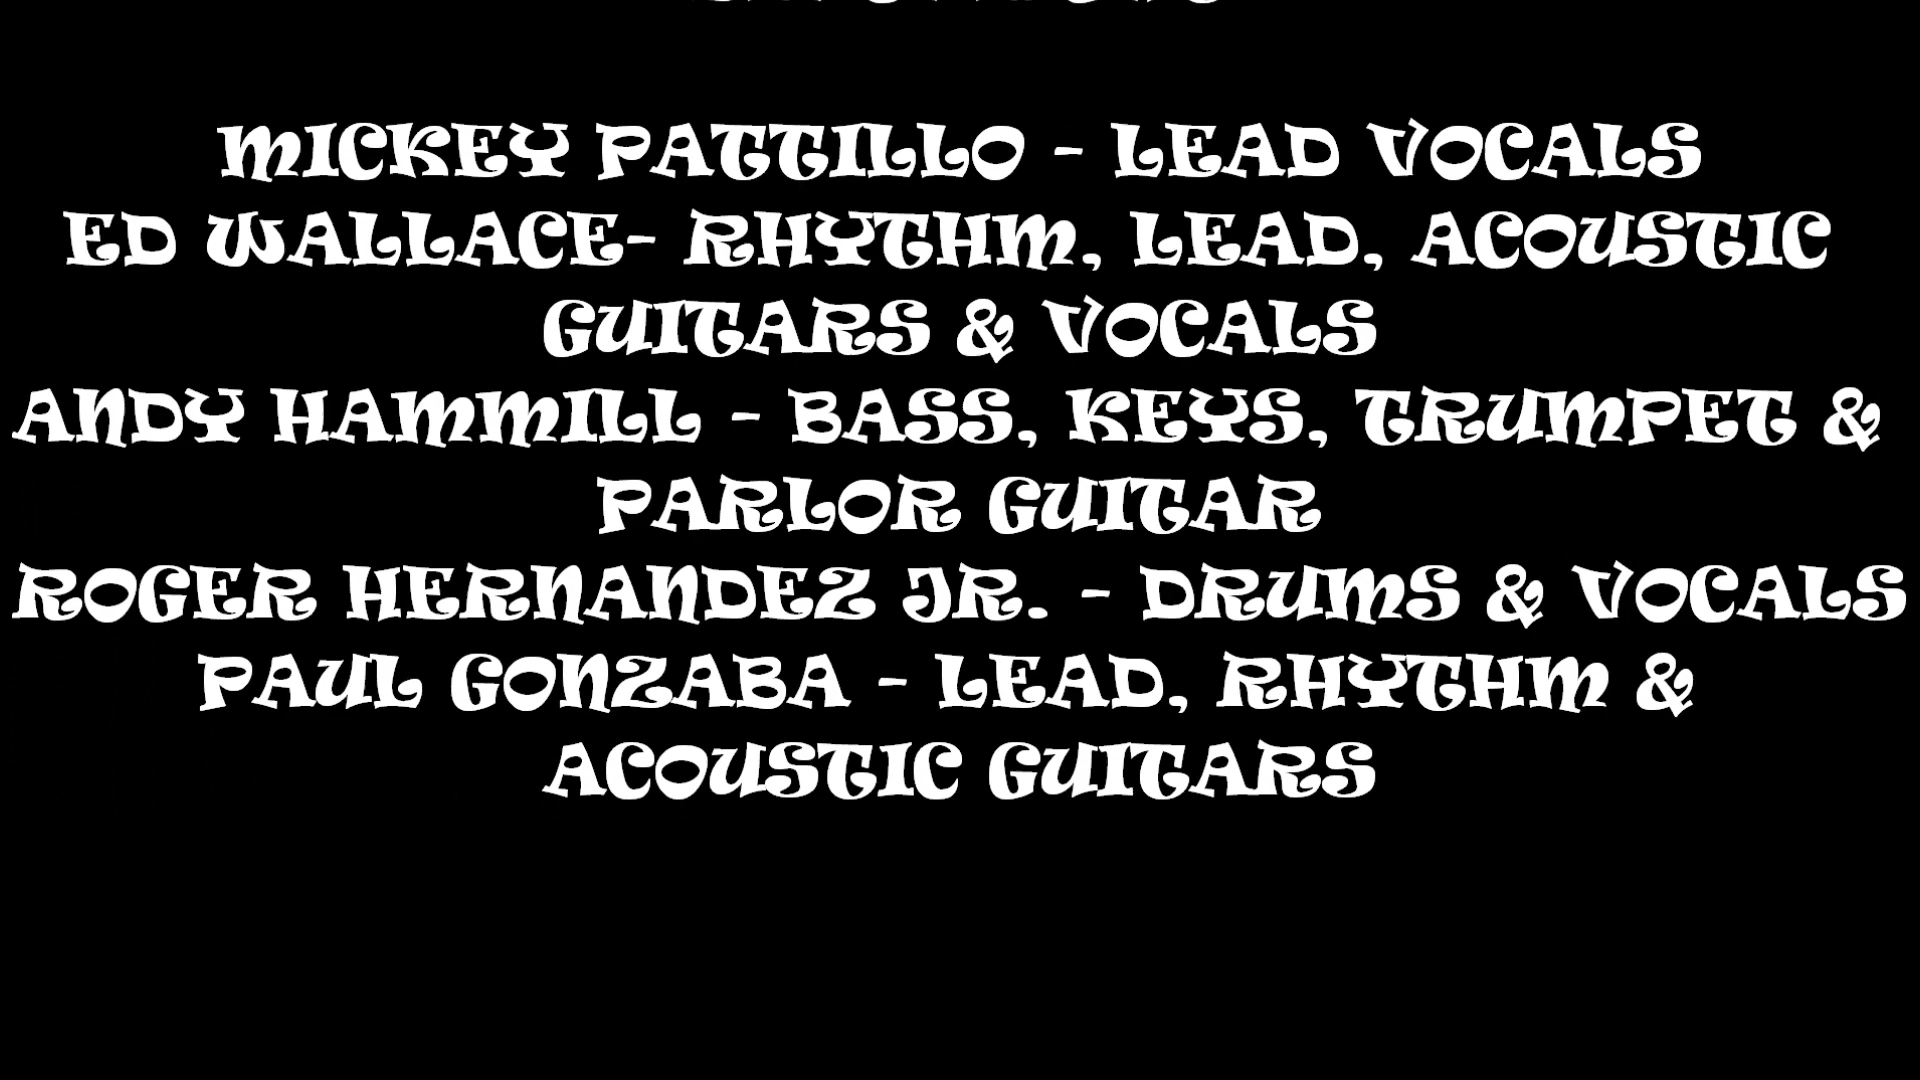 MICKEY PATTILLO - LEAD VOCALS
ED WALLACE- RHYTHM, LEAD, ACOUSTIC
GUITARS & VOCALS
ANDY HAMMILL - BASS, KEYS, TRUMPET &
PARLOR GUITAR
ROGER HERNANDEZ JR. - DRUMS & VOCALS
PAUL GONZABA - LEAD, RHYTHM &
ACOUSTIC GUITARS